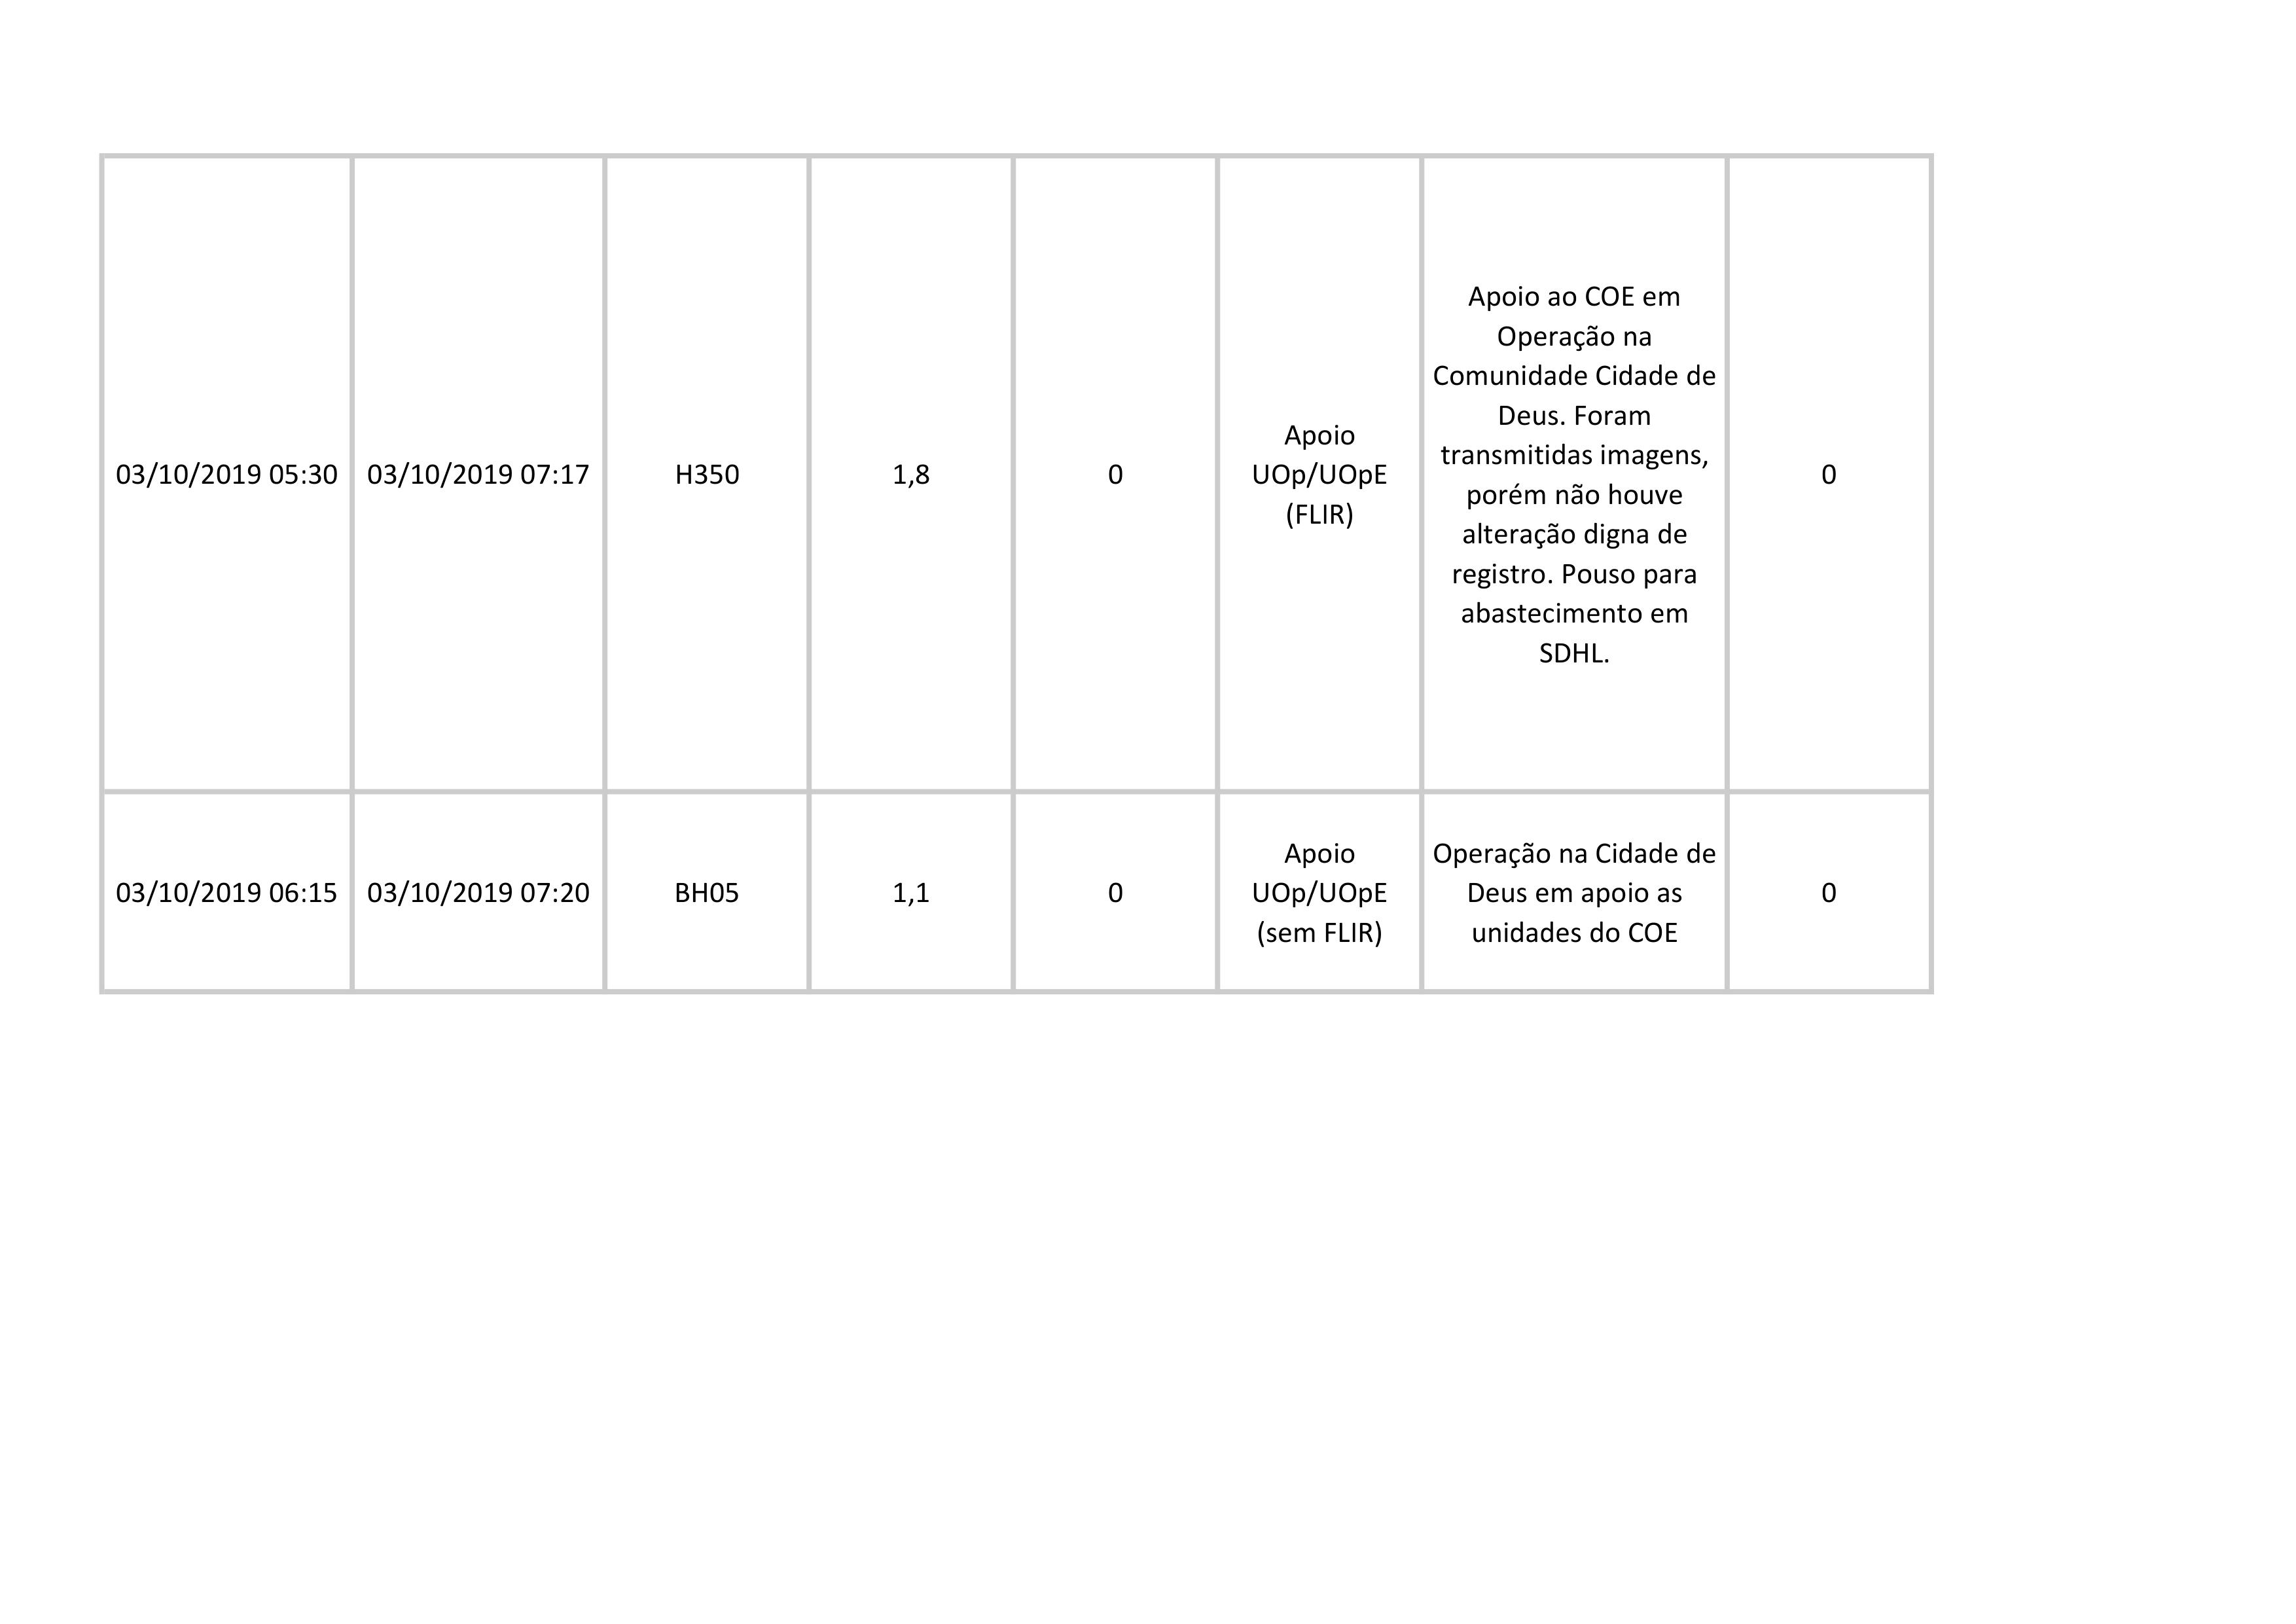 03/10/2019 05:30
03/10/2019 07:17
H350
1,8
0
Apoio
UOp/UOpE
(FLIR)
Apoio ao COE em
Operação na
Comunidade Cidade de
Deus. Foram
transmitidas imagens,
porém não houve
alteração digna de
registro. Pouso para
abastecimento em
SDHL.
0
03/10/2019 06:15
03/10/2019 07:20
BH05
1,1
0
Apoio
UOp/UOpE
(sem FLIR)
Operação na Cidade de
Deus em apoio as
unidades do COE
0